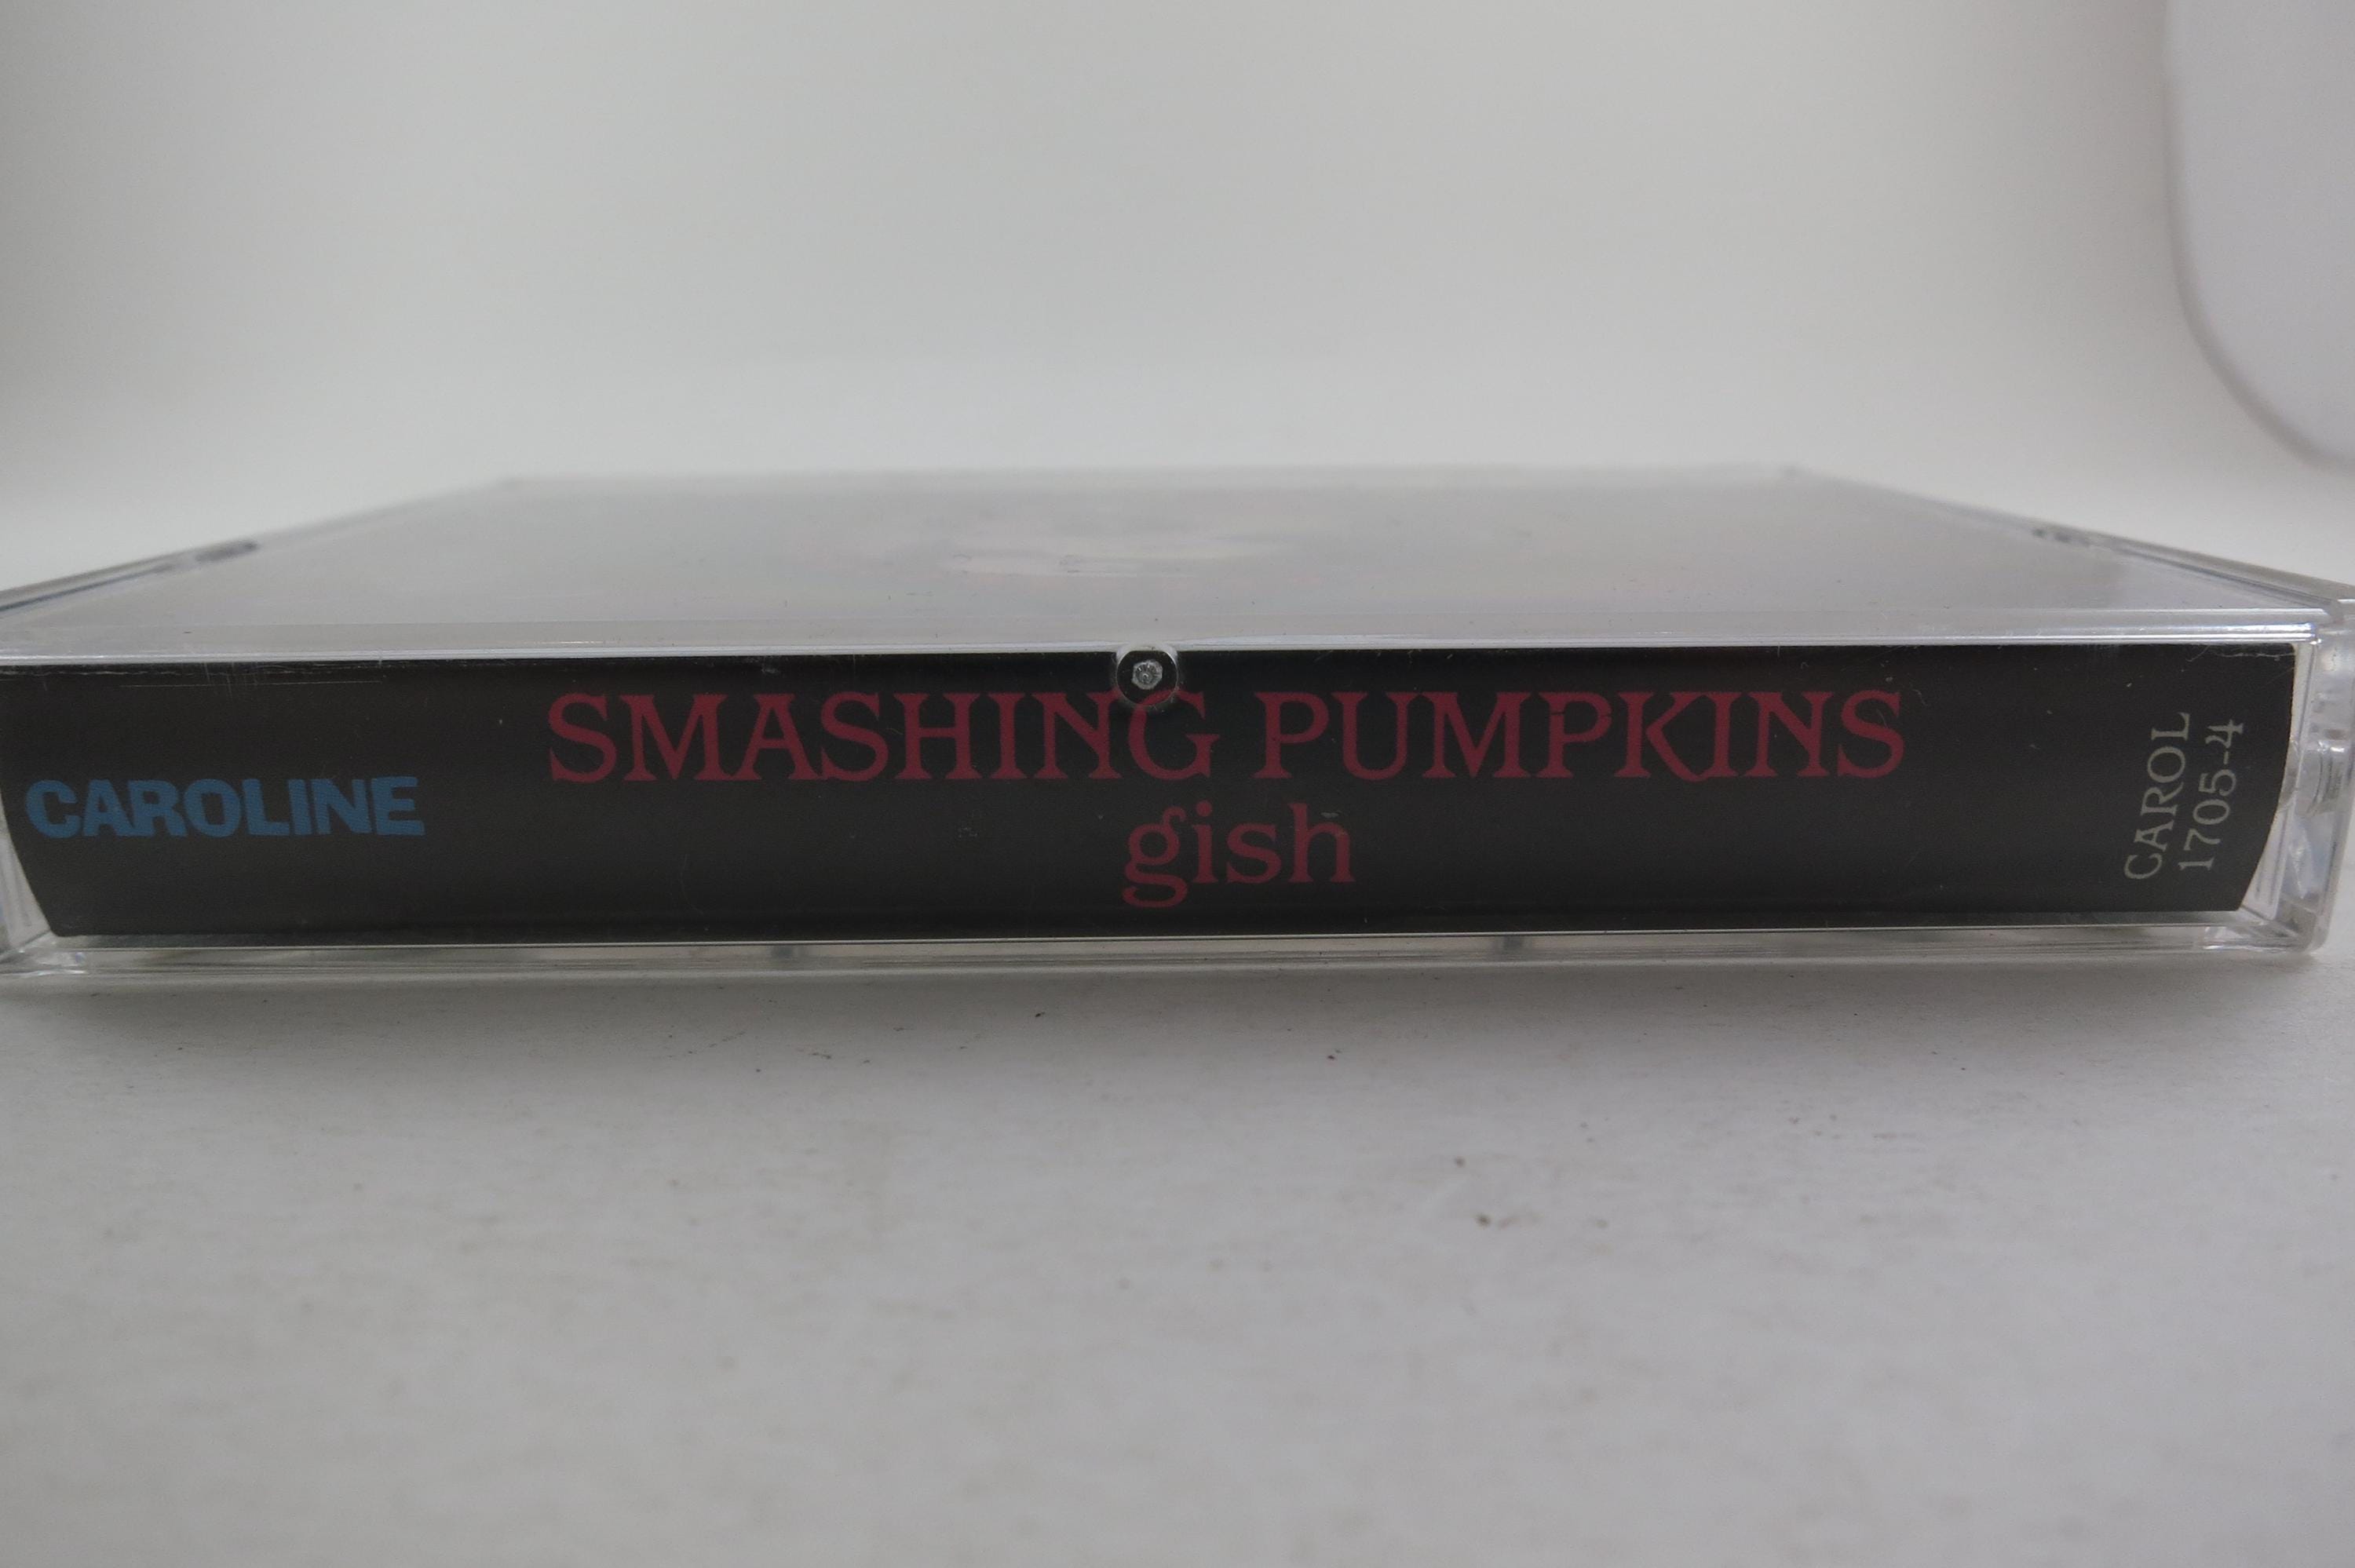 CAROLINE
SMASHING PUMPKINS
gish
CAROL
1705-4